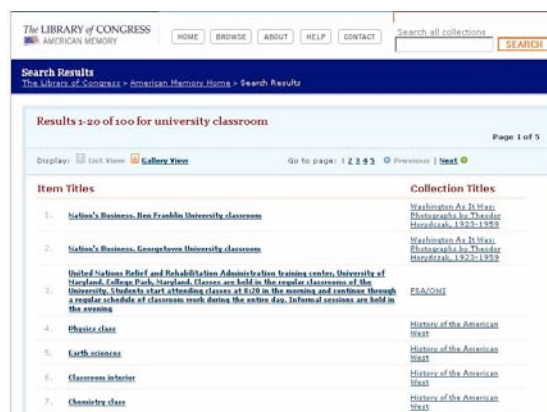 The LIBRARY of CONGRESS
AMERICAN MEMORY
HOME BROWSE ABOUT HELP CONTACT
Search all collections
SEARCH
Search Results
The Library of Congress > American Memory Home > Search Results
Results 1-20 of 100 for university classroom
Page 1 of 5
Display: List View Gallery View Go to page: 1 2 3 4 5 Previous | Next
Item Titles Collection Titles
1. Nation's Business. Ben Franklin University classroom
Washington As It Was:
Photographs by Theodor
Horydczak, 1923-1959
2. Nation's Business. Georgetown University classroom
Washington As It Was:
Photographs by Theodor
Horydczak, 1923-1959
3. United Nations Relief and Rehabilitation Administration training center, University of
Maryland, College Park, Maryland. Classes are held in the regular classrooms of the
University. Students start attending classes at 8:20 in the morning and continue through
a regular schedule of classroom work during the entire day. Informal sessions are held in
the evening
FSA/OWI
4. Physics class
History of the American
West
5. Earth sciences
History of the American
West
6. Classroom interior
History of the American
West
7. Chemistry class
History of the American
West